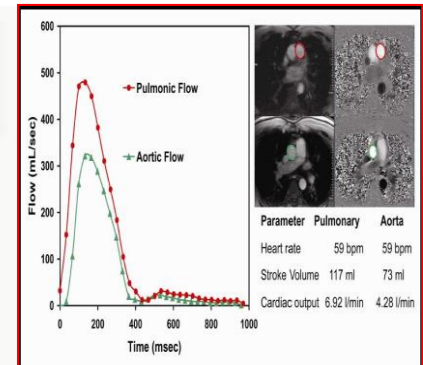 600
500
400
300
200
100
0
Flow (mL/sec)
Pulmonic Flow
Aortic Flow
0 200 400 600 800 1000
Time (msec)
Parameter Pulmonary Aorta
Heart rate 59 bpm 59 bpm
Stroke Volume 117 ml 73 ml
Cardiac output 6.92 l/min 4.28 l/min